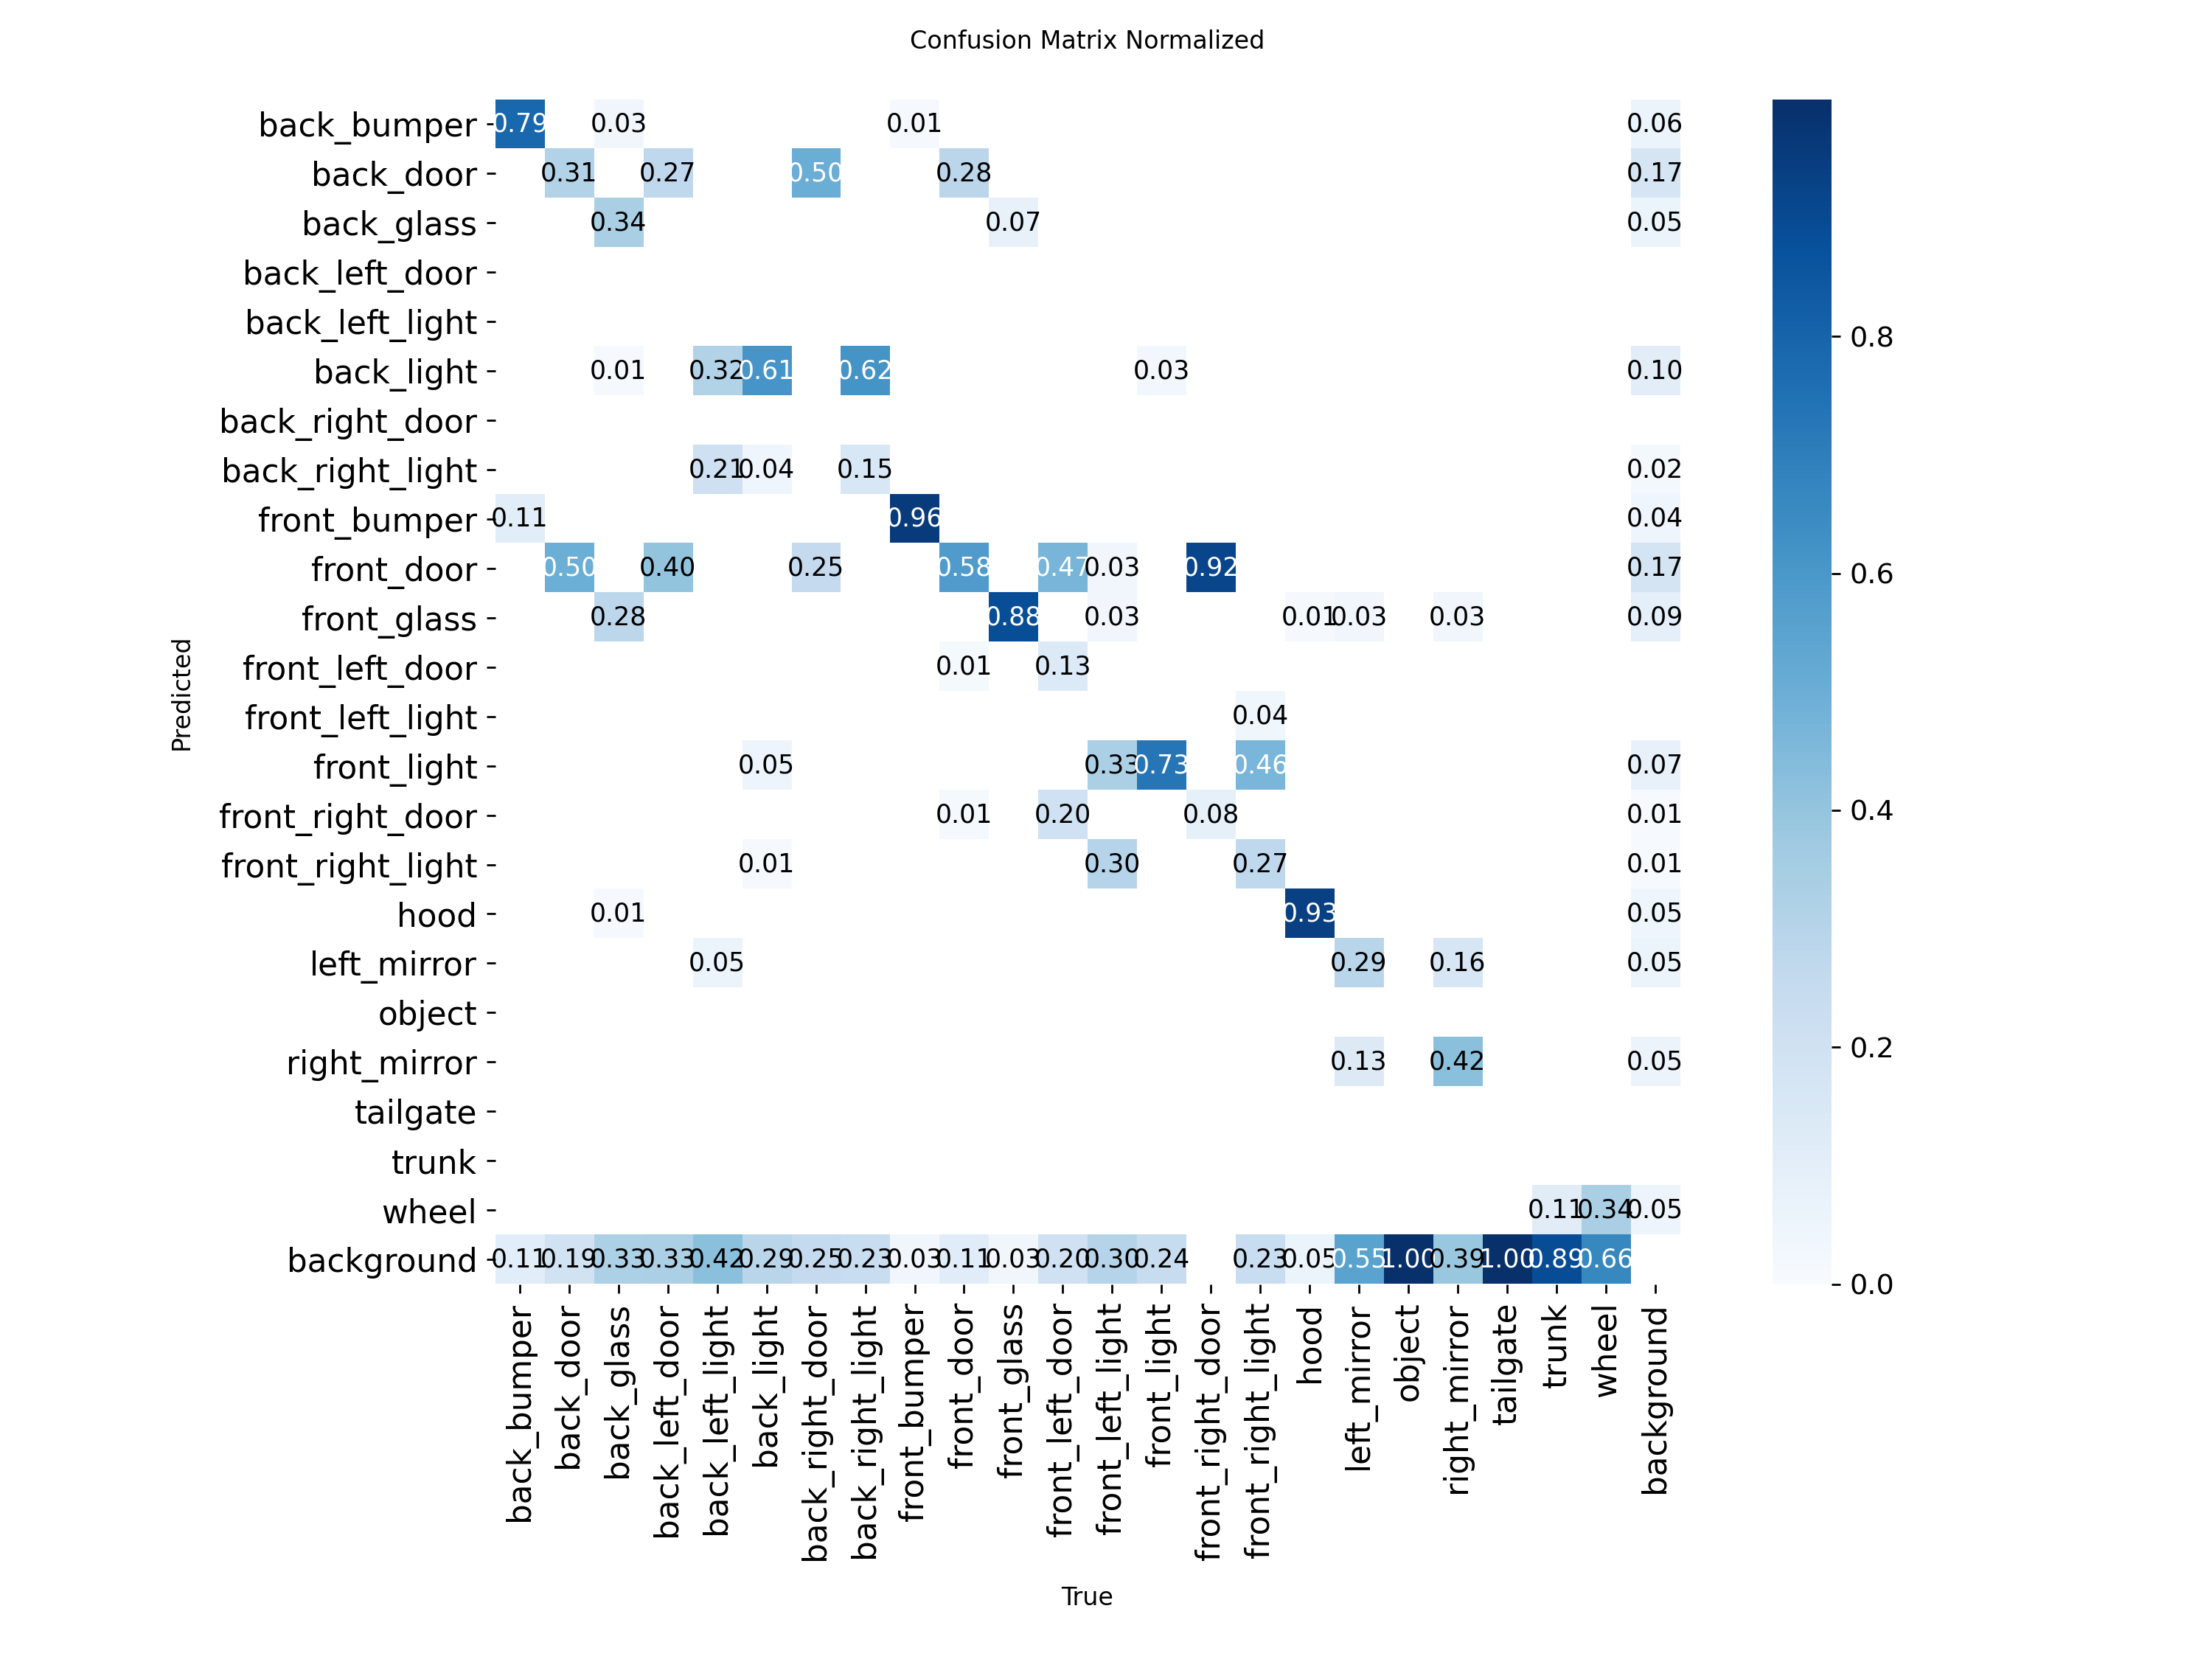 Confusion Matrix Normalized
back_bumper 0.79 0.03 0.01 0.06
back_door 0.31 0.27 0.50 0.28 0.17
back_glass 0.34 0.07 0.05
back_left_door
back_left_light
back_light 0.01 0.32 0.61 0.62 0.03 0.10
back_right_door
back_right_light 0.21 0.04 0.15 0.02
front_bumper 0.11 0.96 0.04
front_door 0.50 0.40 0.25 0.58 0.47 0.03 0.92 0.17
front_glass 0.28 0.88 0.03 0.01 0.03 0.03 0.09
front_left_door 0.01 0.13
front_left_light 0.04
front_light 0.05 0.33 0.73 0.46 0.07
front_right_door 0.01 0.20 0.08 0.01
front_right_light 0.01 0.30 0.27 0.01
hood 0.01 0.93 0.05
left_mirror 0.05 0.29 0.16 0.05
object
right_mirror 0.13 0.42 0.05
tailgate
trunk
wheel 0.11 0.34 0.05
background 0.11 0.19 0.33 0.33 0.42 0.29 0.25 0.23 0.03 0.11 0.03 0.20 0.30 0.24 0.23 0.05 0.55 1.00 0.39 1.00 0.89 0.66
Predicted
back_bumper
back_door
back_glass
back_left_door
back_left_light
back_light
back_right_door
back_right_light
front_bumper
front_door
front_glass
front_left_door
front_left_light
front_light
front_right_door
front_right_light
hood
left_mirror
object
right_mirror
tailgate
trunk
wheel
background
True
0.8
0.6
0.4
0.2
0.0